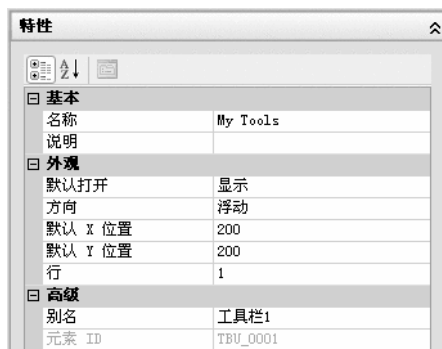 特性
基本
名称 My Tools
说明
外观
默认打开 显示
方向 浮动
默认 X 位置 200
默认 Y 位置 200
行 1
高级
别名 工具栏1
元素 ID TBU_0001